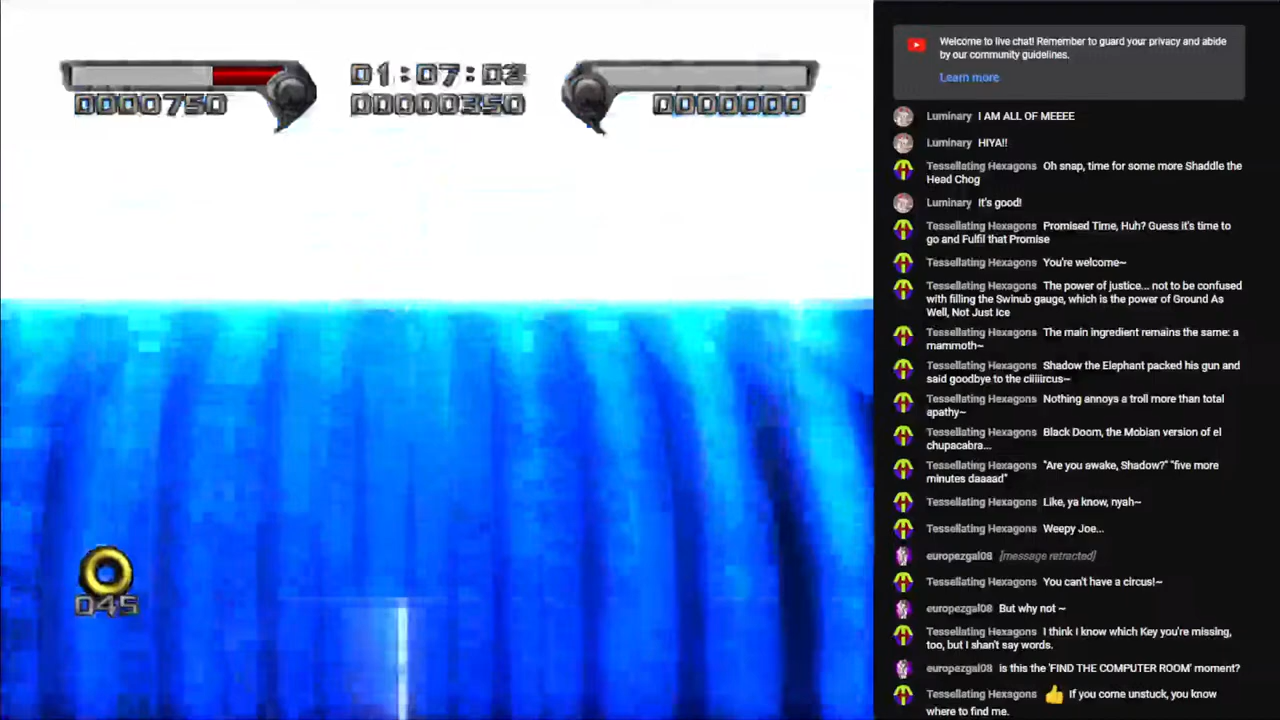 01:07:02
0000750
00000350
0000000
045
Welcome to live chat! Remember to guard your privacy and abide
by our community guidelines.
Learn more
Luminary I AM ALL OF MEEEE
Luminary HIYA!!
Tessellating Hexagons Oh snap, time for some more Shaddle the
Head Chog
Luminary It's good!
Tessellating Hexagons Promised Time, Huh? Guess it's time to
go and Fulfil that Promise
Tessellating Hexagons You're welcome~
Tessellating Hexagons The power of justice... not to be confused
with filling the Swinub gauge, which is the power of Ground As
Well, Not Just Ice
Tessellating Hexagons The main ingredient remains the same: a
mammoth~
Tessellating Hexagons Shadow the Elephant packed his gun and
said goodbye to the ciiiircus~
Tessellating Hexagons Nothing annoys a troll more than total
apathy~
Tessellating Hexagons Black Doom, the Mobian version of el
chupacabra...
Tessellating Hexagons "Are you awake, Shadow?" "five more
minutes daaaad"
Tessellating Hexagons Like, ya know, nyah~
Tessellating Hexagons Weepy Joe...
europezgal08 [message retracted]
Tessellating Hexagons You can't have a circus!~
europezgal08 But why not ~
Tessellating Hexagons I think I know which Key you're missing,
too, but I shan't say words.
europezgal08 is this the 'FIND THE COMPUTER ROOM' moment?
Tessellating Hexagons 👍 If you come unstuck, you know
where to find me.